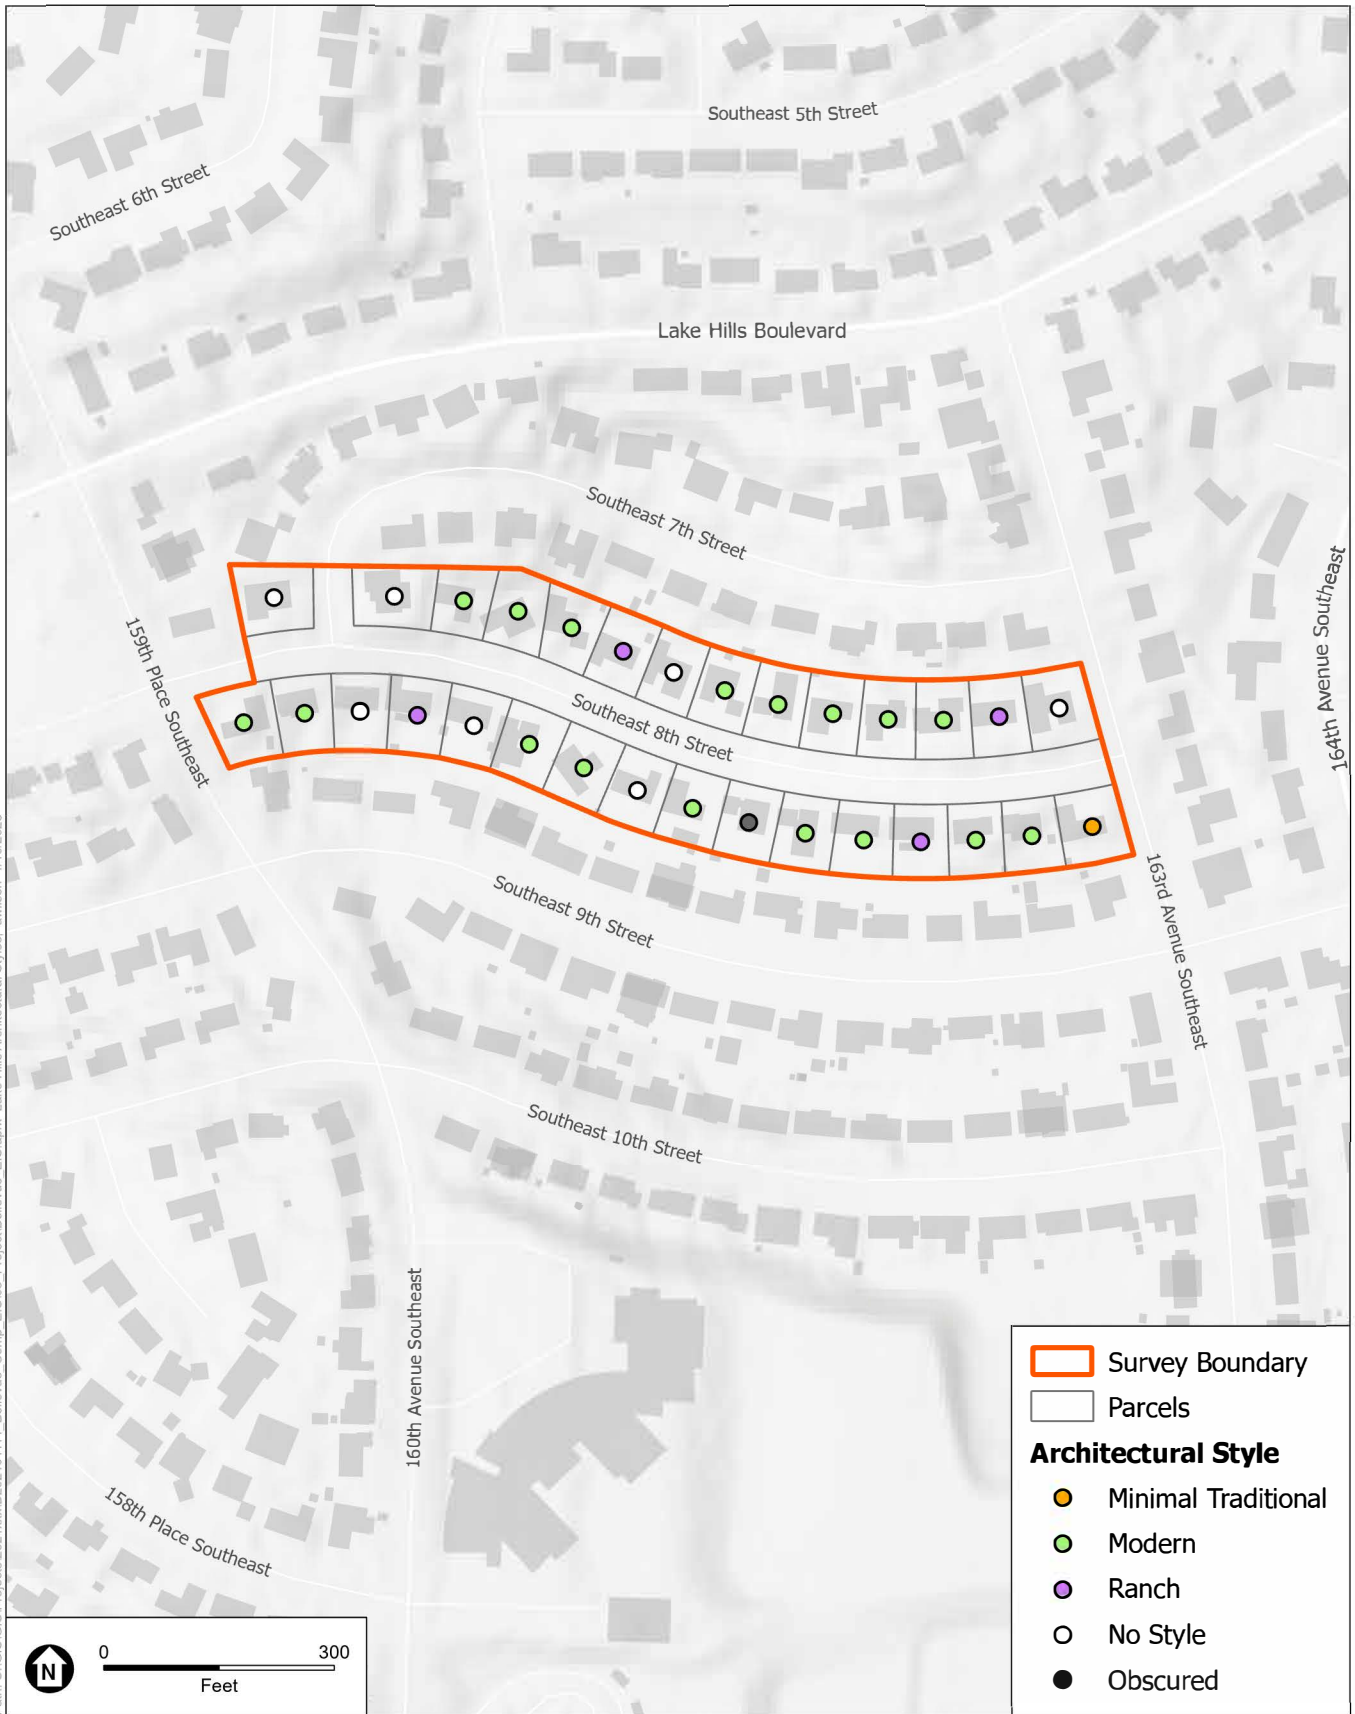 Southeast 5th Street
Southeast 6th Street
Lake Hills Boulevard
Southeast 7th Street
159th Place Southeast
164th Avenue Southeast
Southeast 8th Street
Southeast 9th Street
163rd Avenue Southeast
Southeast 10th Street
160th Avenue Southeast
158th Place Southeast
Survey Boundary
Parcels
Architectural Style
Minimal Traditional
Modern
Ranch
No Style
Obscured
N
0 300
Feet